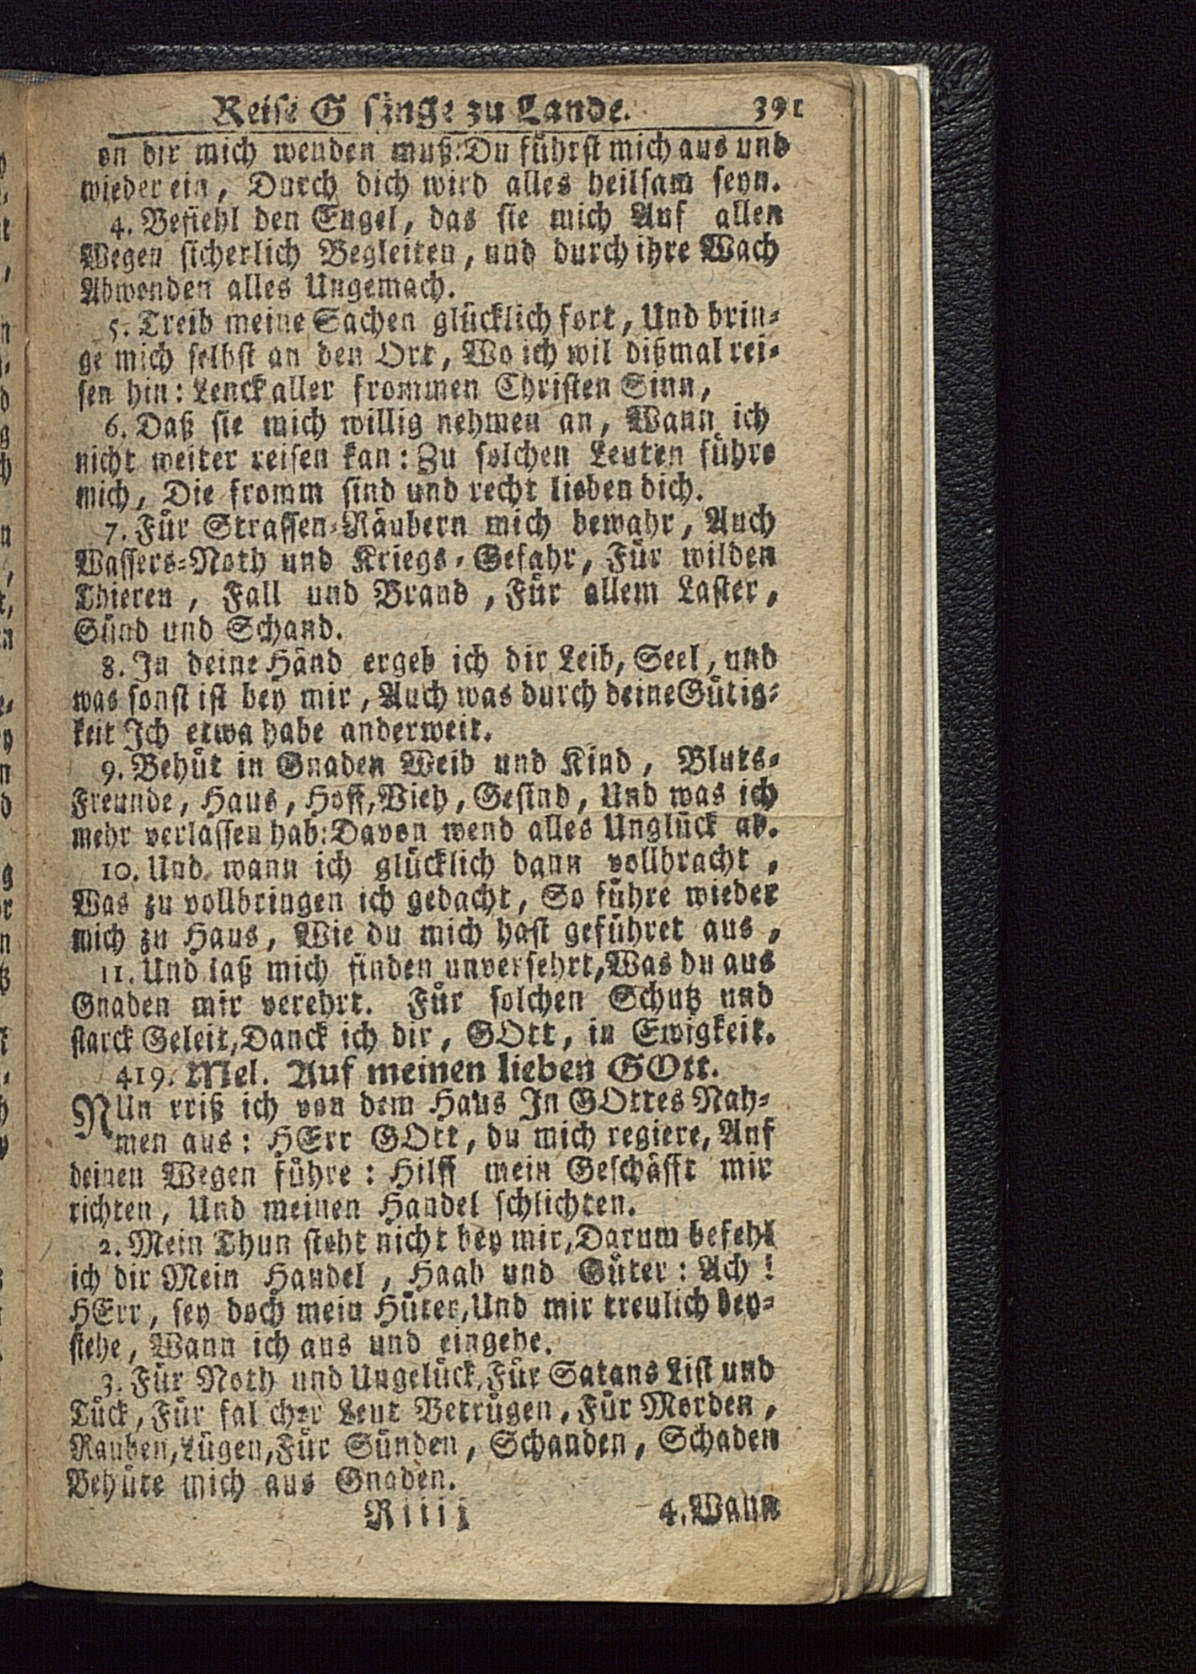 Reise G sänge zu Lande. 391
an dir mich wenden muß: Du führst mich aus und
wieder ein, Durch dich wird alles heilsam seyn.
4. Befiehl den Engel, das sie mich Auf allen
Wegen sicherlich Begleiten, und durch ihre Wach
Abwenden alles Ungemach.
5. Treib meine Sachen glücklich fort, Und brin⸗
ge mich selbst an den Ort, Wo ich wil dißmal rei⸗
sen hin: Lenck aller frommen Christen Sinn,
6. Daß sie mich willig nehmen an, Wann ich
nicht weiter reisen kan: Zu solchen Leuten führe
mich, Die fromm sind und recht lieben dich.
7. Für Strassen⸗Räubern mich bewahr, Auch
Wassers⸗Noth und Kriegs⸗Gefahr, Für wilden
Thieren, Fall und Brand, Für allem Laster,
Sünd und Schand.
8. In deine Händ ergeb ich dir Leib, Seel, und
was sonst ist bey mir, Auch was durch deine Gütig⸗
keit Ich etwa habe anderweit.
9. Behüt in Gnaden Weib und Kind, Bluts⸗
Freunde, Haus, Hoff, Vieh, Gesind, Und was ich
mehr verlassen hab: Davon wend alles Unglück ab.
10. Und wann ich glücklich dann vollbracht,
Was zu vollbringen ich gedacht, So führe wieder
mich zu Haus, Wie du mich hast geführet aus,
11. Und laß mich finden unversehrt, Was du aus
Gnaden mir verehrt. Für solchen Schutz und
starck Geleit, Danck ich dir, GOtt, in Ewigkeit.
419. Mel. Auf meinen lieben GOtt.
NUn reiß ich von dem Haus In GOttes Nah⸗
men aus: HErr GOtt, du mich regiere, Auf
deinen Wegen führe: Hilff mein Geschäfft mir
richten, Und meinen Handel schlichten.
2. Mein Thun steht nicht bey mir, Darum befehl
ich dir Mein Handel, Haab und Güter: Ach!
HErr, sey doch mein Hüter, Und mir treulich bey⸗
stehe, Wann ich aus und eingehe.
3. Für Noth und Ungelück, Für Satans List und
Tück, Für fal cher Leut Betrügen, Für Morden,
Rauben, Lügen, Für Sünden, Schanden, Schaden
Behüte mich aus Gnaden.
R iiij 4. Wann